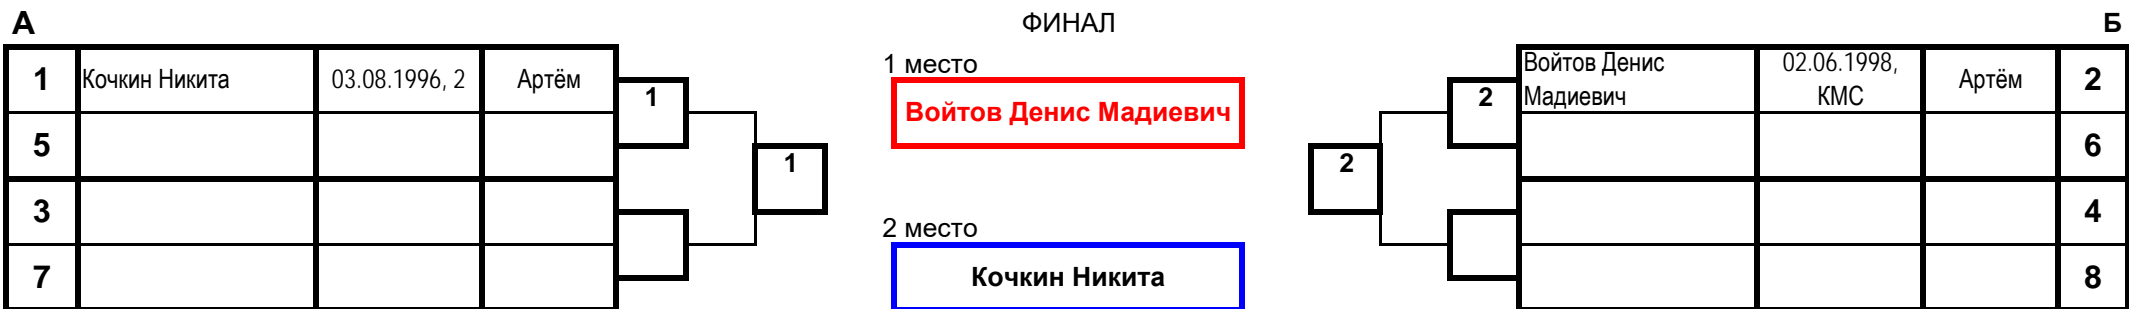 А
ФИНАЛ
Б
1 Кочкин Никита 03.08.1996, 2 Артём
5
3
7
1
1
1 место
Войтов Денис Мадиевич
2 место
Кочкин Никита
2
2
Войтов Денис
Мадиевич
02.06.1998,
КМС
Артём
2
6
4
8